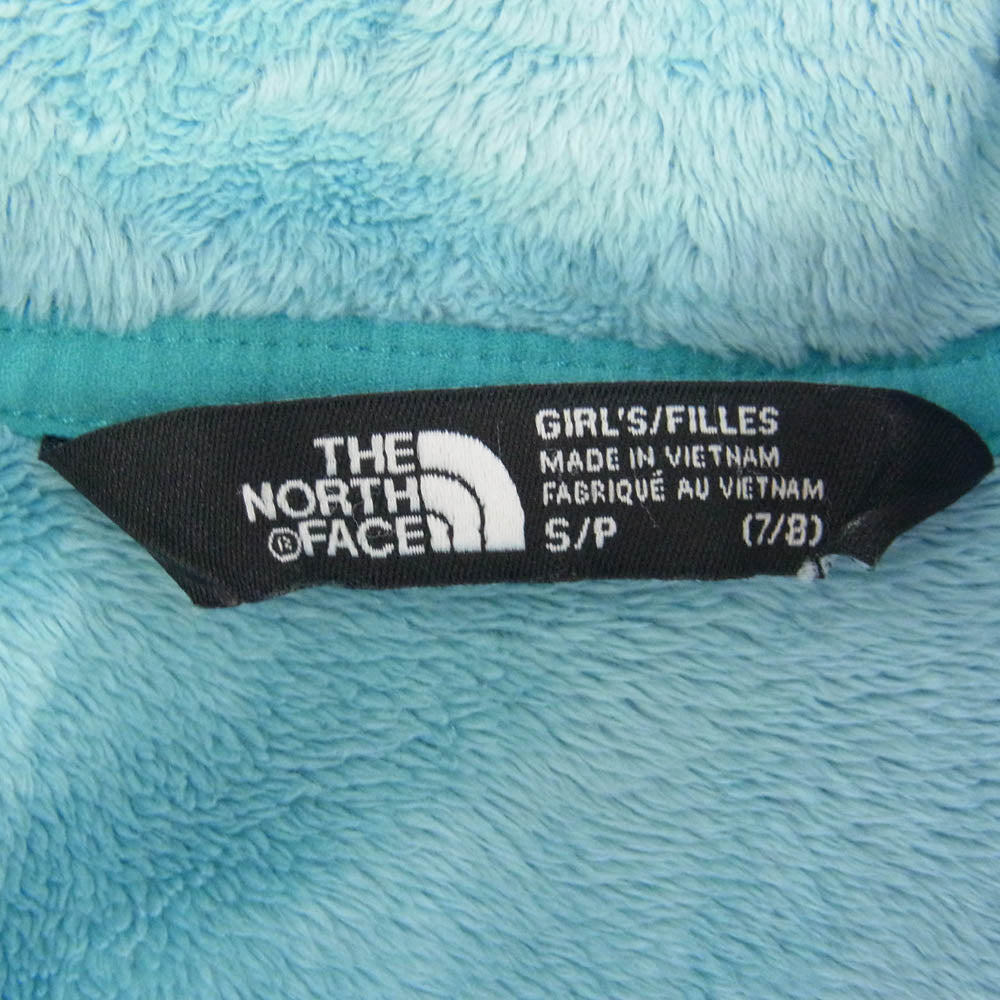 THE
NORTH
®FACE
GIRL'S/FILLES
MADE IN VIETNAM
FABRIQUÉ AU VIETNAM
S/P (7/8)